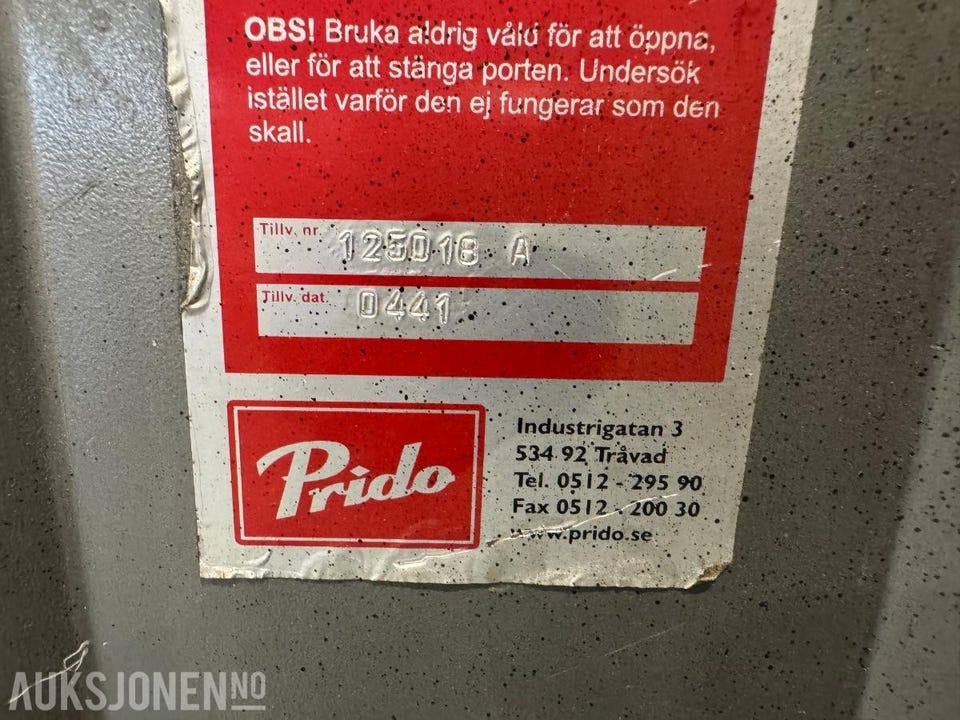 OBS! Bruka aldrig våld för att öppna,
eller för att stänga porten. Undersök
istället varför den ej fungerar som den
skall.
Tillv. nr. 125018 A
Tillv. dat. 0441
Prido
Industrigatan 3
534 92 Tråvad
Tel. 0512 - 295 90
Fax 0512 - 200 30
www.prido.se
AUKSJONEN NO